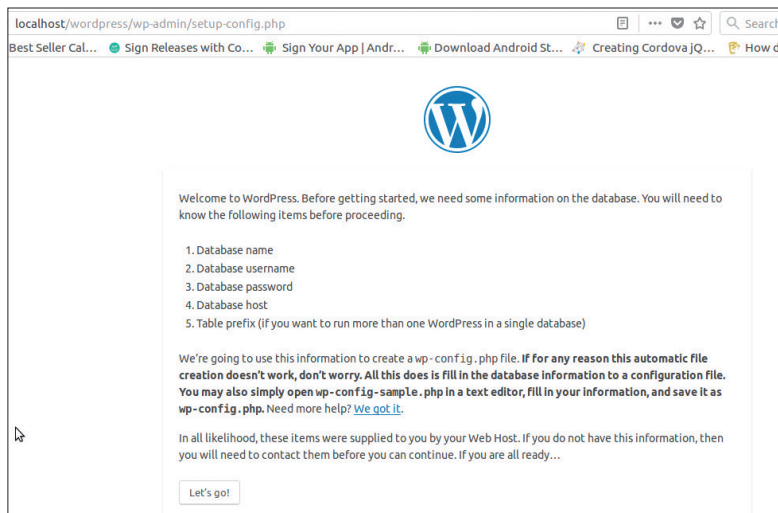 localhost/wordpress/wp-admin/setup-config.php
Search
Best Seller Cal... Sign Releases with Co... Sign Your App | Andr... Download Android St... Creating Cordova jQ... How d
Welcome to WordPress. Before getting started, we need some information on the database. You will need to
know the following items before proceeding.
1. Database name
2. Database username
3. Database password
4. Database host
5. Table prefix (if you want to run more than one WordPress in a single database)
We're going to use this information to create a wp-config.php file. If for any reason this automatic file
creation doesn't work, don't worry. All this does is fill in the database information to a configuration file.
You may also simply open wp-config-sample.php in a text editor, fill in your information, and save it as
wp-config.php. Need more help? We got it.
In all likelihood, these items were supplied to you by your Web Host. If you do not have this information, then
you will need to contact them before you can continue. If you are all ready…
Let's go!